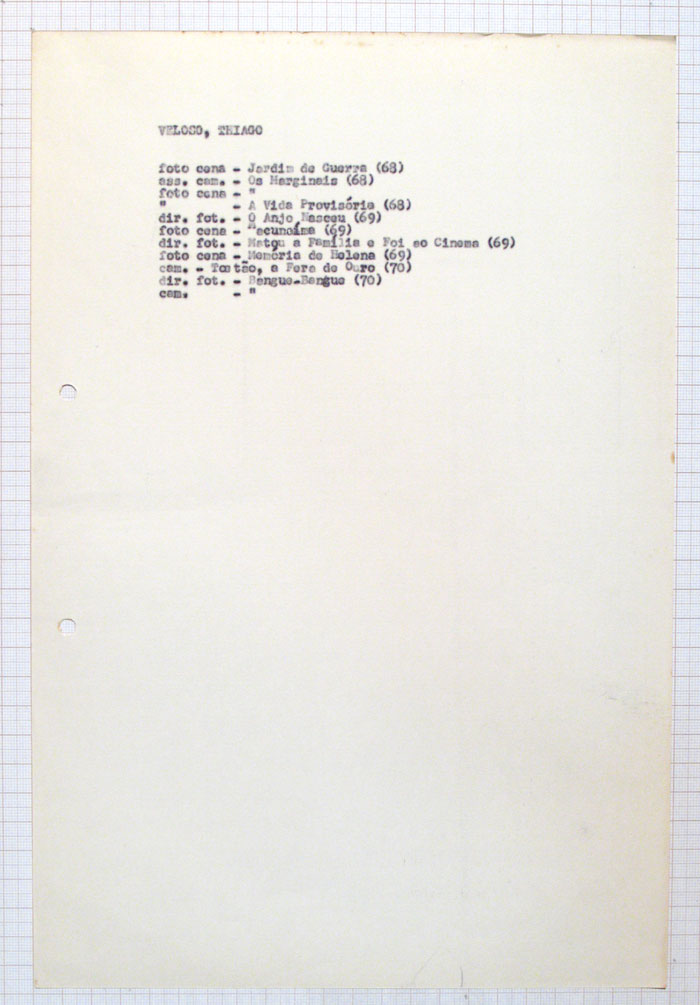 VELOSO, THIAGO
foto cena - Jardim de Guerra (68)
ass. cam. - Os Marginais (68)
foto cena - "
" - A Vida Provisória (68)
dir. fot. - O Anjo Nasceu (69)
foto cena - "acunaíma (69)
dir. fot. - Matou a Família e Foi ao Cinema (69)
foto cena - Memória de Helena (69)
cam. - Tostão, a Fera de Ouro (70)
dir. fot. - Bangue-Bangue (70)
cam. - "